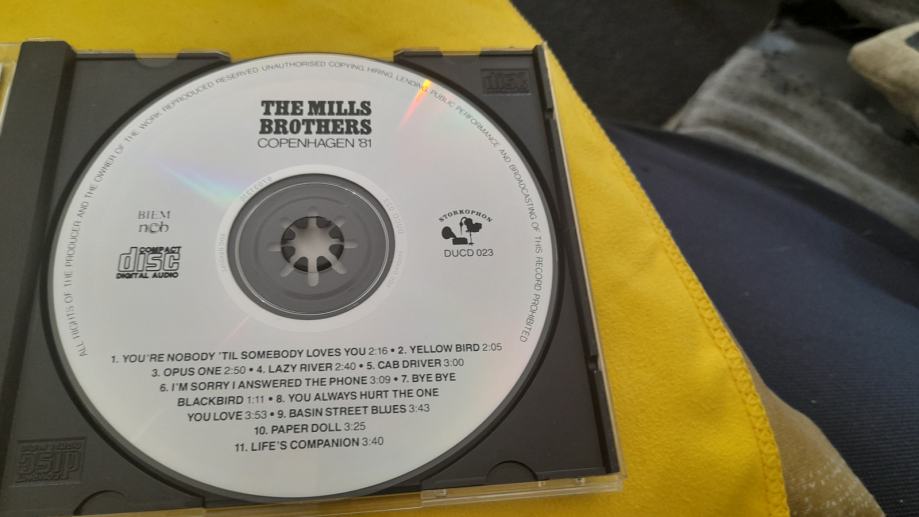 ALL RIGHTS OF THE PRODUCER AND THE OWNER OF THE WORK REPRODUCED RESERVED UNAUTHORISED COPYING, HIRING, LENDING, PUBLIC PERFORMANCE AND BROADCASTING OF THIS RECORD PROHIBITED
THE MILLS
BROTHERS
COPENHAGEN '81
BIEM
ncb
COMPACT
disc
DIGITAL AUDIO
STORKOPHON
DUCD 023
1. YOU'RE NOBODY 'TIL SOMEBODY LOVES YOU 2:16 • 2. YELLOW BIRD 2:05
3. OPUS ONE 2:50 • 4. LAZY RIVER 2:40 • 5. CAB DRIVER 3:00
6. I'M SORRY I ANSWERED THE PHONE 3:09 • 7. BYE BYE
BLACKBIRD 1:11 • 8. YOU ALWAYS HURT THE ONE
YOU LOVE 3:53 • 9. BASIN STREET BLUES 3:43
10. PAPER DOLL 3:25
11. LIFE'S COMPANION 3:40